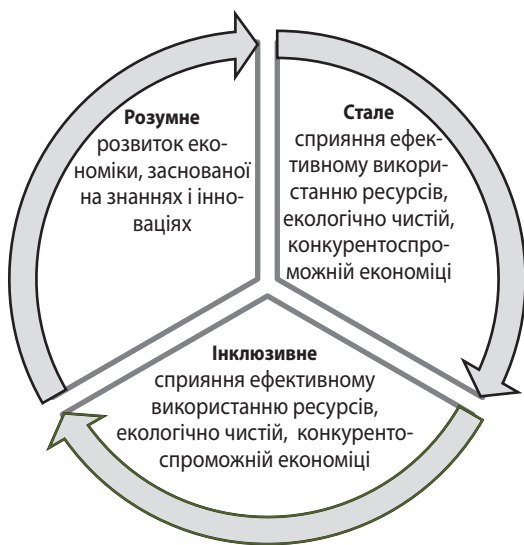 Розумне
розвиток еко-
номіки, заснованої
на знаннях і інно-
ваціях
Стале
сприяння ефек-
тивному викори-
станню ресурсів,
екологічно чистій,
конкурентоспро-
можній економіці
Інклюзивне
сприяння ефективному
використанню ресурсів,
екологічно чистій, конкуренто-
спроможній економіці